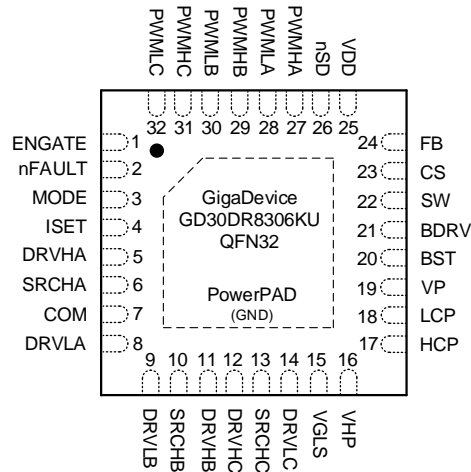 PWMLC
PWMHC
PWMLB
PWMHB
PWMLA
PWMHA
nSD
VDD
32 31 30 29 28 27 26 25
ENGATE 1
nFAULT 2
MODE 3
ISET 4
DRVHA 5
SRCHA 6
COM 7
DRVLA 8
GigaDevice
GD30DR8306KU
QFN32
PowerPAD
(GND)
24 FB
23 CS
22 SW
21 BDRV
20 BST
19 VP
18 LCP
17 HCP
9 10 11 12 13 14 15 16
DRVLB
SRCHB
DRVHB
DRVHC
SRCHC
DRVLC
VGLS
VHP